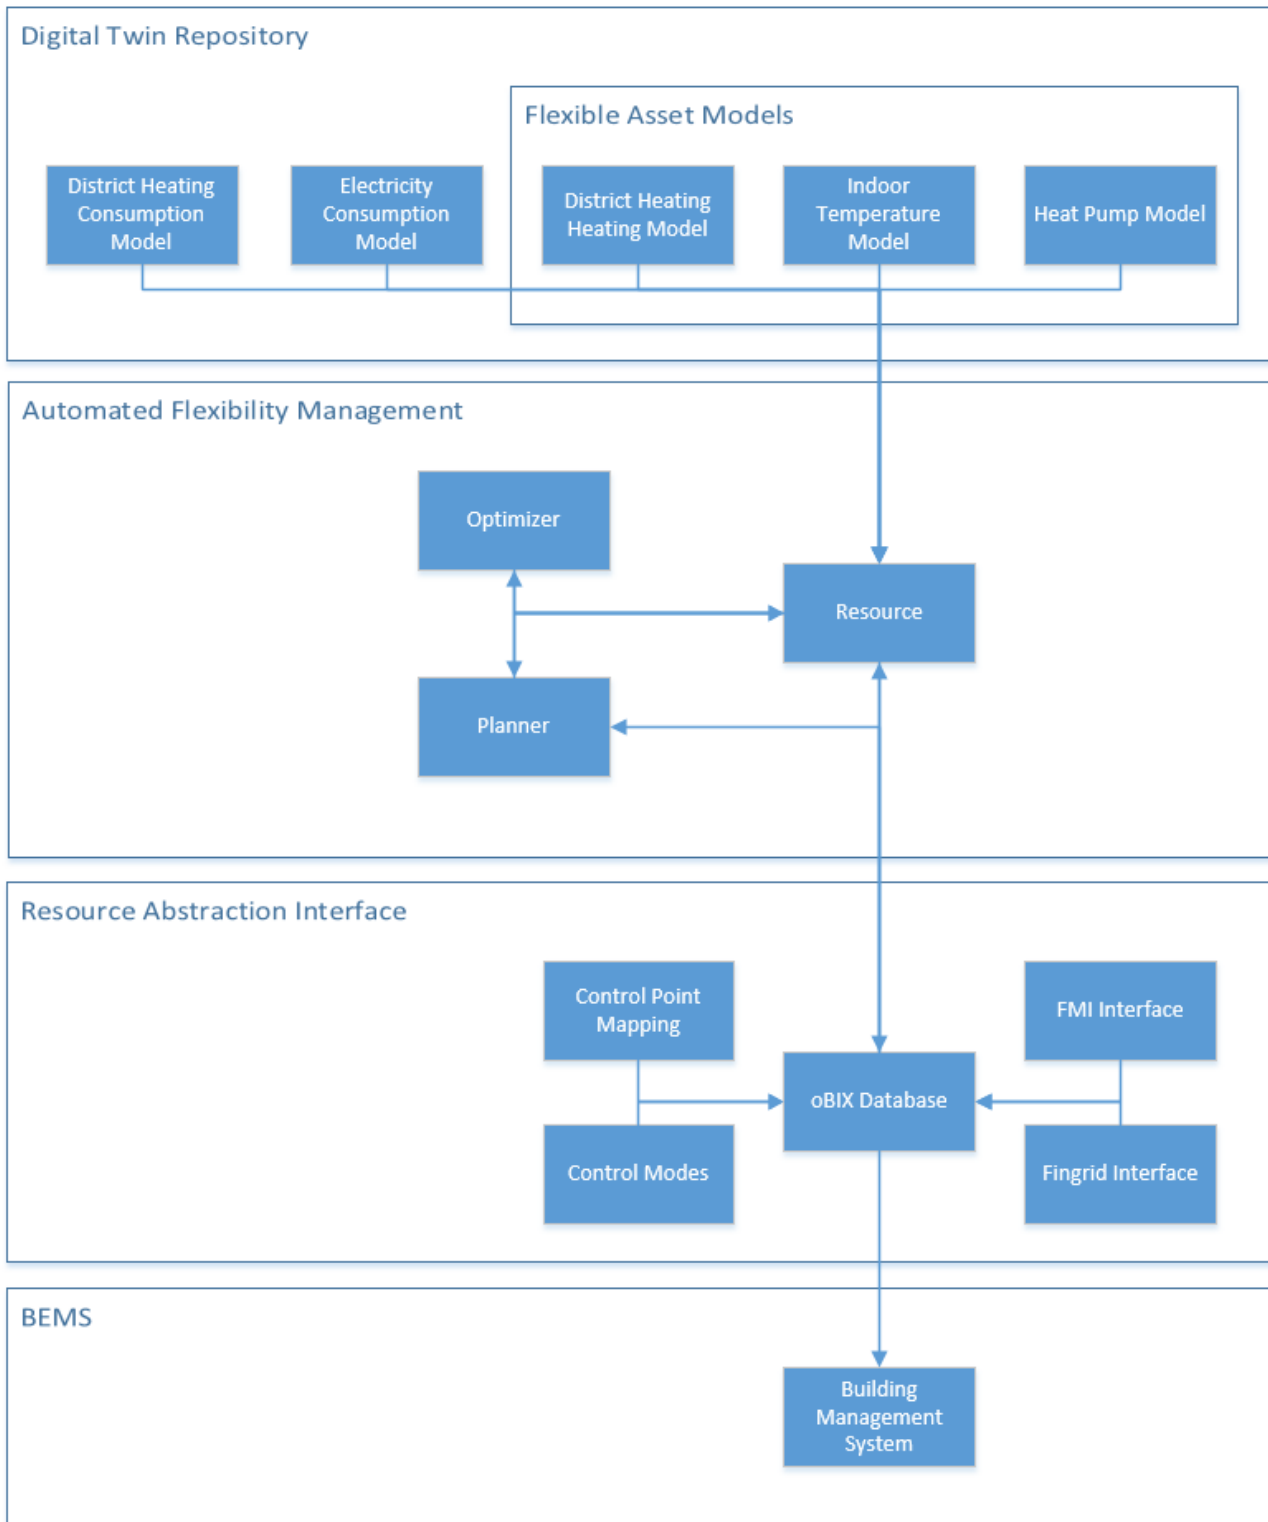 Digital Twin Repository
Flexible Asset Models
District Heating
Consumption
Model
Electricity
Consumption
Model
District Heating
Heating Model
Indoor
Temperature
Model
Heat Pump Model
Automated Flexibility Management
Optimizer
Resource
Planner
Resource Abstraction Interface
Control Point
Mapping
FMI Interface
oBIX Database
Control Modes
Fingrid Interface
BEMS
Building
Management
System